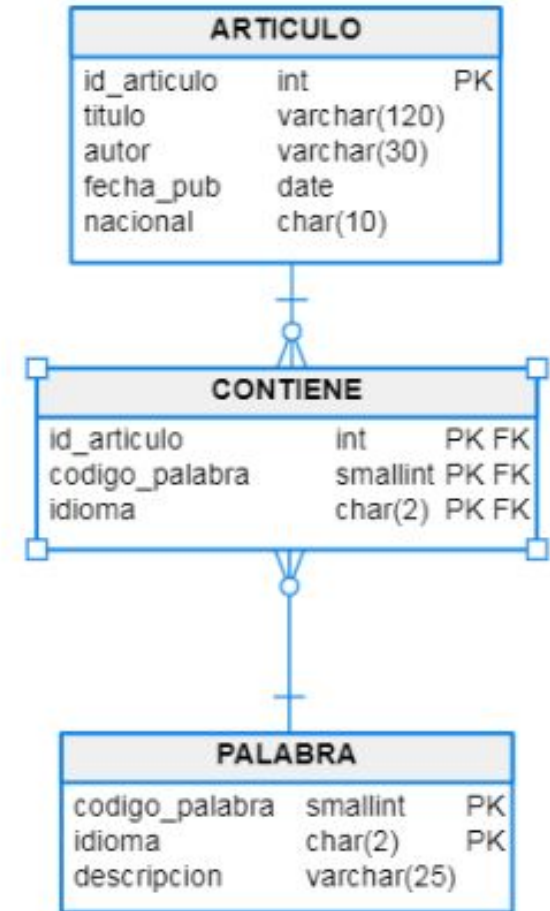 ARTICULO
id_articulo int PK
titulo varchar(120)
autor varchar(30)
fecha_pub date
nacional char(10)
CONTIENE
id_articulo int PK FK
codigo_palabra smallint PK FK
idioma char(2) PK FK
PALABRA
codigo_palabra smallint PK
idioma char(2) PK
descripcion varchar(25)